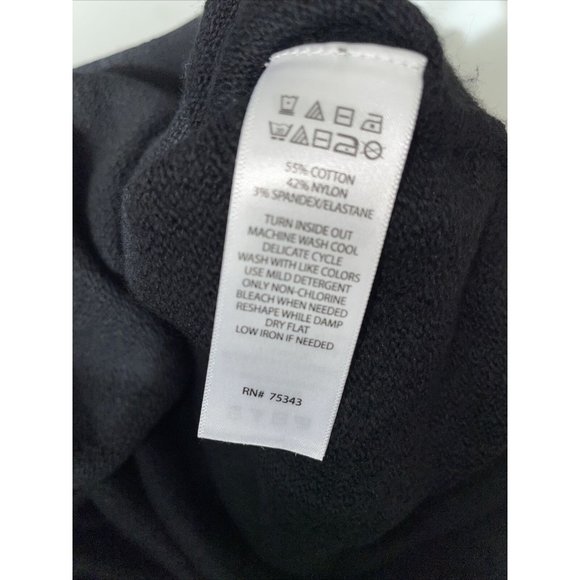 55% COTTON
42% NYLON
3% SPANDEX/ELASTANE
TURN INSIDE OUT
MACHINE WASH COOL
DELICATE CYCLE
WASH WITH LIKE COLORS
USE MILD DETERGENT
ONLY NON-CHLORINE
BLEACH WHEN NEEDED
RESHAPE WHILE DAMP
DRY FLAT
LOW IRON IF NEEDED
RN# 75343